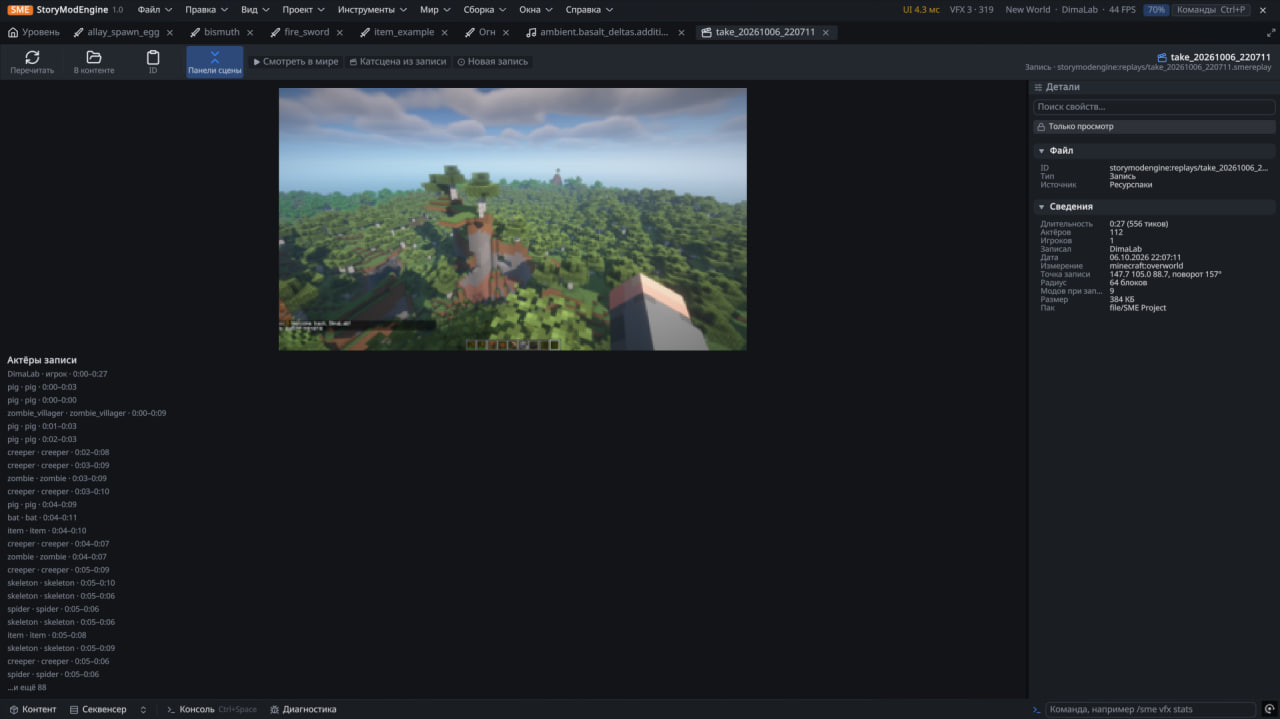 SME StoryModEngine 1.0 Файл Правка Вид Проект Инструменты Мир Сборка Окна Справка UI 4.3 мс VFX 3 · 319 New World · DimaLab · 44 FPS 70% Команды Ctrl+P
Уровень allay_spawn_egg bismuth fire_sword item_example Огн ambient.basalt_deltas.additi... take_20261006_220711
Перечитать В контенте ID Панели сцены Смотреть в мире Катсцена из записи Новая запись
take_20261006_220711
Запись · storymodengine:replays/take_20261006_220711.smereplay
Детали
Поиск свойств...
Только просмотр
Файл
ID storymodengine:replays/take_20261006_2...
Тип Запись
Источник Ресурспаки
Сведения
Длительность 0:27 (556 тиков)
Актёров 112
Игроков 1
Записал DimaLab
Дата 06.10.2026 22:07:11
Измерение minecraft:overworld
Точка записи 147.7 105.0 88.7, поворот 157°
Радиус 64 блоков
Модов при зап... 9
Размер 384 КБ
Пак file/SME Project
Актёры записи
DimaLab · игрок · 0:00–0:27
pig · pig · 0:00–0:03
pig · pig · 0:00–0:00
zombie_villager · zombie_villager · 0:00–0:09
pig · pig · 0:01–0:03
pig · pig · 0:02–0:03
creeper · creeper · 0:02–0:08
creeper · creeper · 0:03–0:09
zombie · zombie · 0:03–0:09
creeper · creeper · 0:03–0:10
pig · pig · 0:04–0:09
bat · bat · 0:04–0:11
item · item · 0:04–0:10
creeper · creeper · 0:04–0:07
zombie · zombie · 0:04–0:07
creeper · creeper · 0:05–0:09
skeleton · skeleton · 0:05–0:10
skeleton · skeleton · 0:05–0:06
spider · spider · 0:05–0:06
skeleton · skeleton · 0:05–0:06
item · item · 0:05–0:08
skeleton · skeleton · 0:05–0:09
creeper · creeper · 0:05–0:06
spider · spider · 0:05–0:06
...и ещё 88
Контент Секвенсер Консоль Ctrl+Space Диагностика Команда, например /sme vfx stats